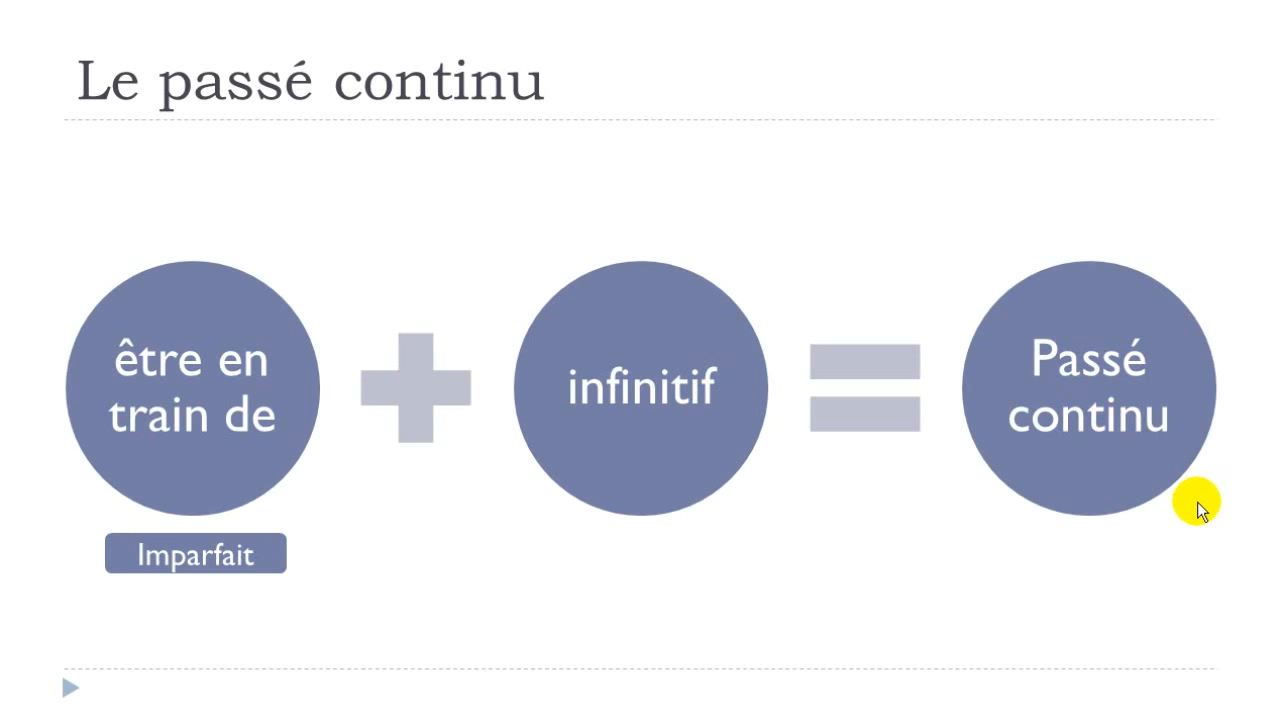 Le passé continu
être en
train de
infinitif
Passé
continu
Imparfait